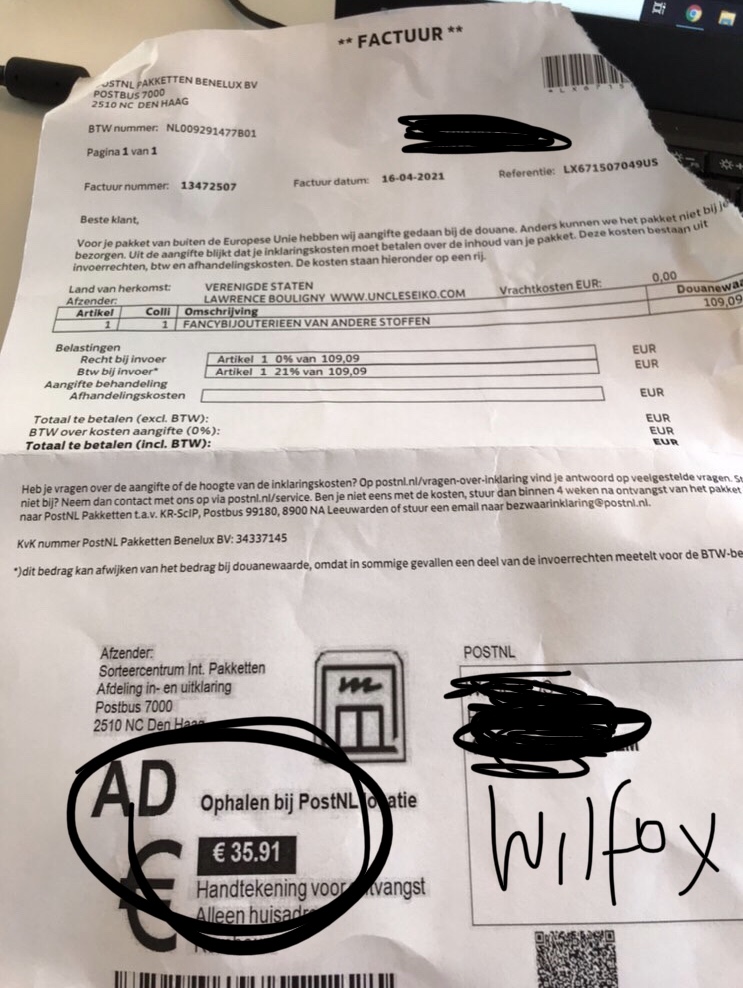 ** FACTUUR **
POSTNL PAKKETTEN BENELUX BV
POSTBUS 7000
2510 NC DEN HAAG
BTW nummer: NL009291477B01
Pagina 1 van 1
Factuur nummer: 13472507 Factuur datum: 16-04-2021 Referentie: LX671507049US
Beste klant,
Voor je pakket van buiten de Europese Unie hebben wij aangifte gedaan bij de douane. Anders kunnen we het pakket niet bij je
bezorgen. Uit de aangifte blijkt dat je inklaringskosten moet betalen over de inhoud van je pakket. Deze kosten bestaan uit
invoerrechten, btw en afhandelingskosten. De kosten staan hieronder op een rij.
Land van herkomst: VERENIGDE STATEN Vrachtkosten EUR: 0,00
Afzender: LAWRENCE BOULIGNY WWW.UNCLESEIKO.COM
Artikel Colli Omschrijving
1 1 FANCYBIJOUTERIEEN VAN ANDERE STOFFEN 109,09
Belastingen EUR
Recht bij invoer Artikel 1 0% van 109,09
Btw bij invoer* Artikel 1 21% van 109,09 EUR
Aangifte behandeling
Afhandelingskosten EUR
Totaal te betalen (excl. BTW): EUR
BTW over kosten aangifte (0%): EUR
Totaal te betalen (incl. BTW): EUR
Heb je vragen over de aangifte of de hoogte van de inklaringskosten? Op postnl.nl/vragen-over-inklaring vind je antwoord op veelgestelde vragen.
niet bij? Neem dan contact met ons op via postnl.nl/service. Ben je niet eens met de kosten, stuur dan binnen 4 weken na ontvangst van het pakket
naar PostNL Pakketten t.a.v. KR-ScIP, Postbus 99180, 8900 NA Leeuwarden of stuur een email naar bezwaarinklaring@postnl.nl.
KvK nummer PostNL Pakketten Benelux BV: 34337145
*)dit bedrag kan afwijken van het bedrag bij douanewaarde, omdat in sommige gevallen een deel van de invoerrechten meetelt voor de BTW-be
Afzender:
Sorteercentrum Int. Pakketten
Afdeling in- en uitklaring
Postbus 7000
2510 NC Den Haag
POSTNL
AD Ophalen bij PostNL locatie
€ € 35.91
Wilfox
Handtekening voor ontvangst
Alleen huisadres